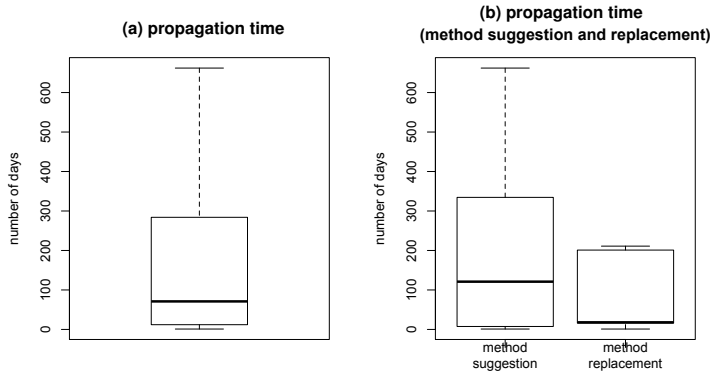 (a) propagation time
number of days
0
100
200
300
400
500
600
(b) propagation time
(method suggestion and replacement)
number of days
0
100
200
300
400
500
600
method
suggestion
method
replacement